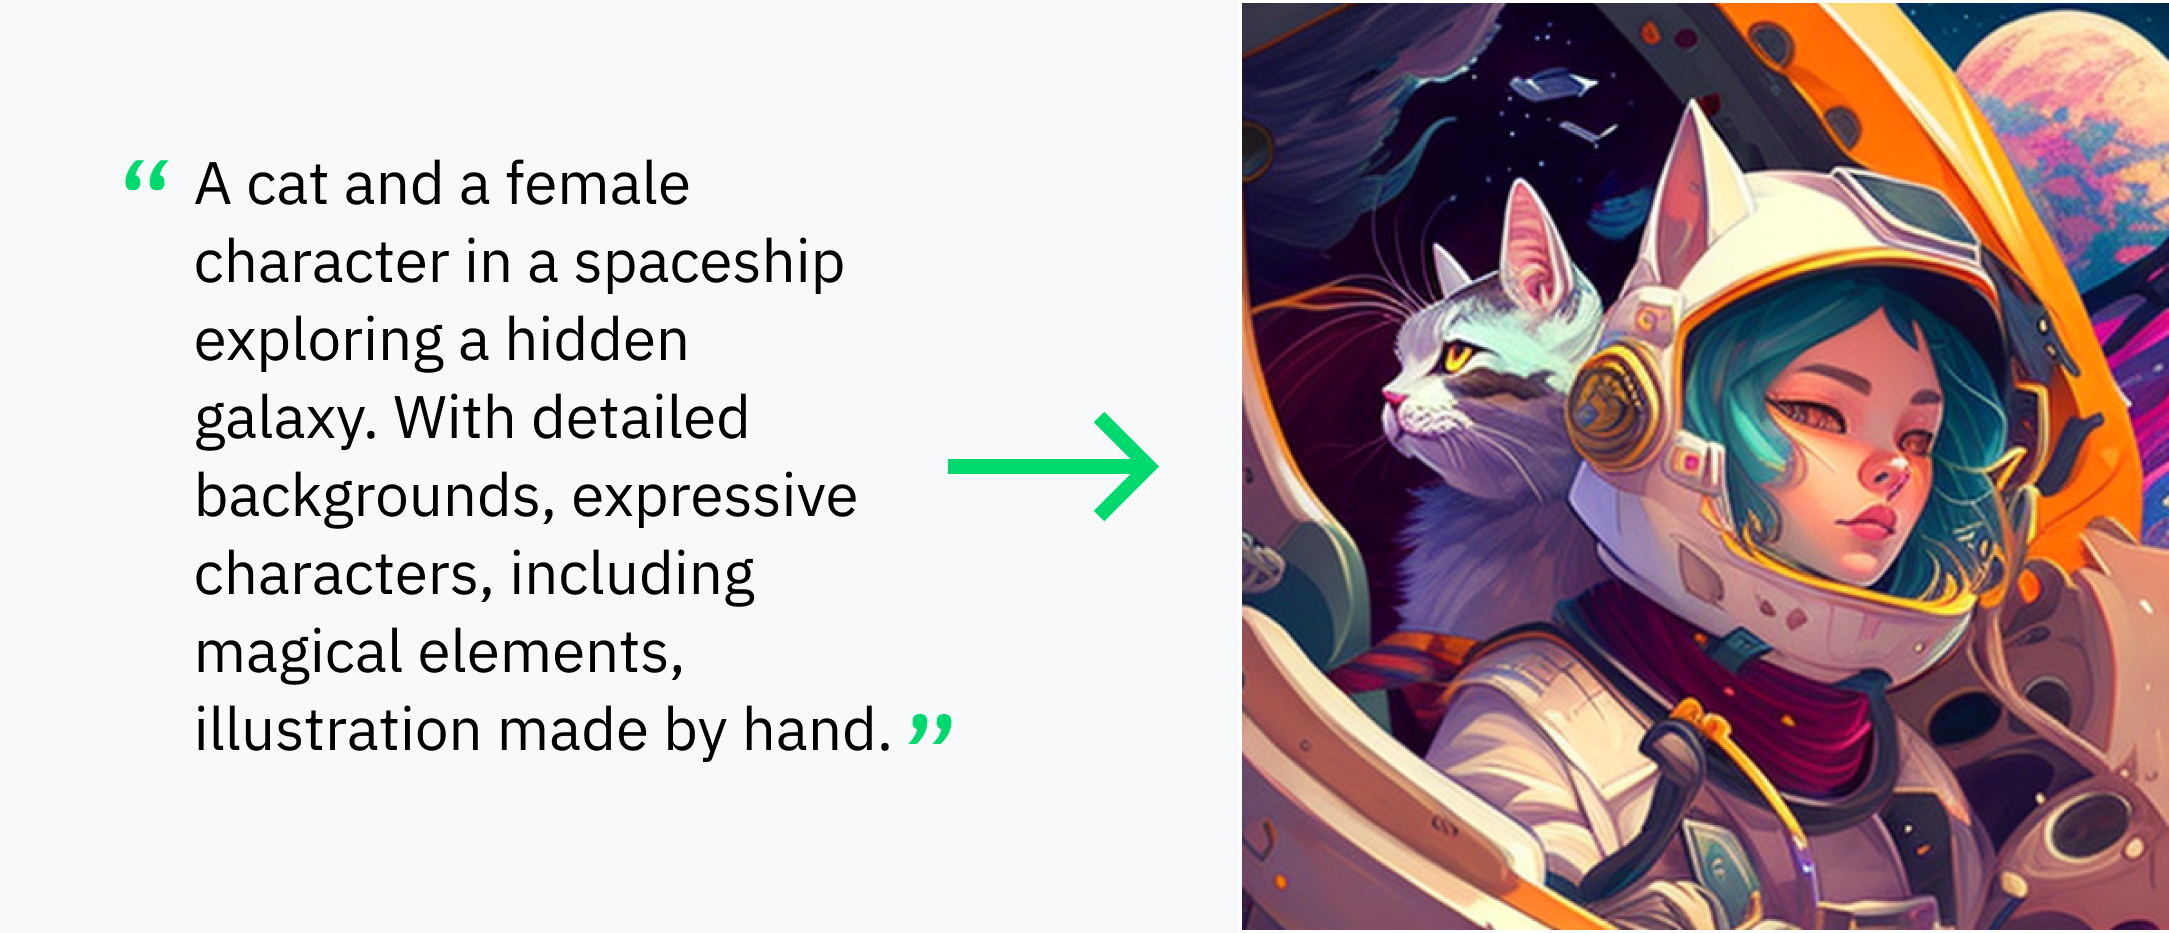 “ A cat and a female
character in a spaceship
exploring a hidden
galaxy. With detailed
backgrounds, expressive
characters, including
magical elements,
illustration made by hand. ”